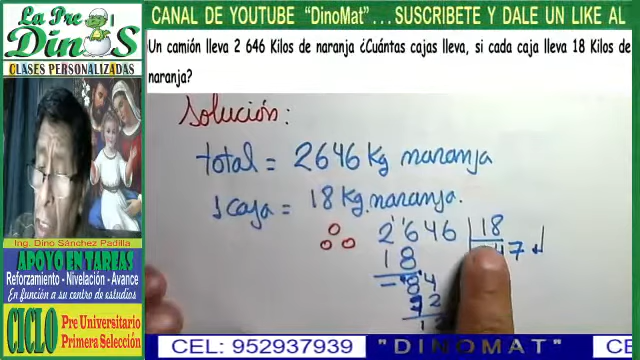 CANAL DE YOUTUBE "DinoMat"... SUSCRIBETE Y DALE UN LIKE AL
La Pre
DinoS
CLASES PERSONALIZADAS
Un camión lleva 2 646 Kilos de naranja ¿Cuántas cajas lleva, si cada caja lleva 18 Kilos de
naranja?
Solución:
total = 2646 Kg naranja
1 caja = 18 Kg. naranja.
2646 | 18
18
84
Ing. Dino Sánchez Padilla
APOYO EN TAREAS
Reforzamiento - Nivelación - Avance
En función a su centro de estudios
CICLO Pre Universitario
Primera Selección
CEL: 952937939 "DINOMAT" CE